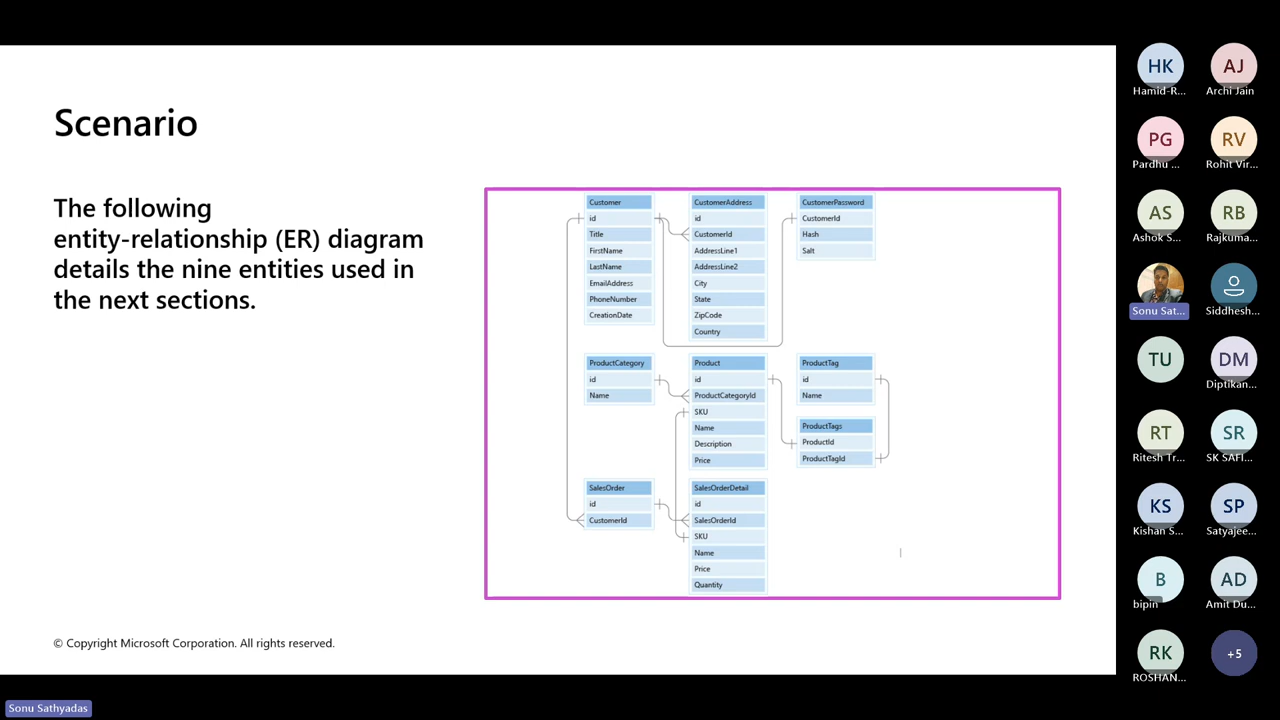 Scenario
The following
entity-relationship (ER) diagram
details the nine entities used in
the next sections.
Customer
id
Title
FirstName
LastName
EmailAddress
PhoneNumber
CreationDate
CustomerAddress
id
CustomerId
AddressLine1
AddressLine2
City
State
ZipCode
Country
CustomerPassword
CustomerId
Hash
Salt
ProductCategory
id
Name
Product
id
ProductCategoryId
SKU
Name
Description
Price
ProductTag
id
Name
ProductTags
ProductId
ProductTagId
SalesOrder
id
CustomerId
SalesOrderDetail
id
SalesOrderId
SKU
Name
Price
Quantity
© Copyright Microsoft Corporation. All rights reserved.
HK
Hamid-R...
AJ
Archi Jain
PG
Pardhu ...
RV
Rohit Vir...
AS
Ashok S...
RB
Rajkuma...
Sonu Sat...
Siddhesh...
TU
DM
Diptikan...
RT
Ritesh Tr...
SR
SK SAFI...
KS
Kishan S...
SP
Satyajee...
B
bipin
AD
Amit Du...
RK
ROSHAN...
+5
Sonu Sathyadas